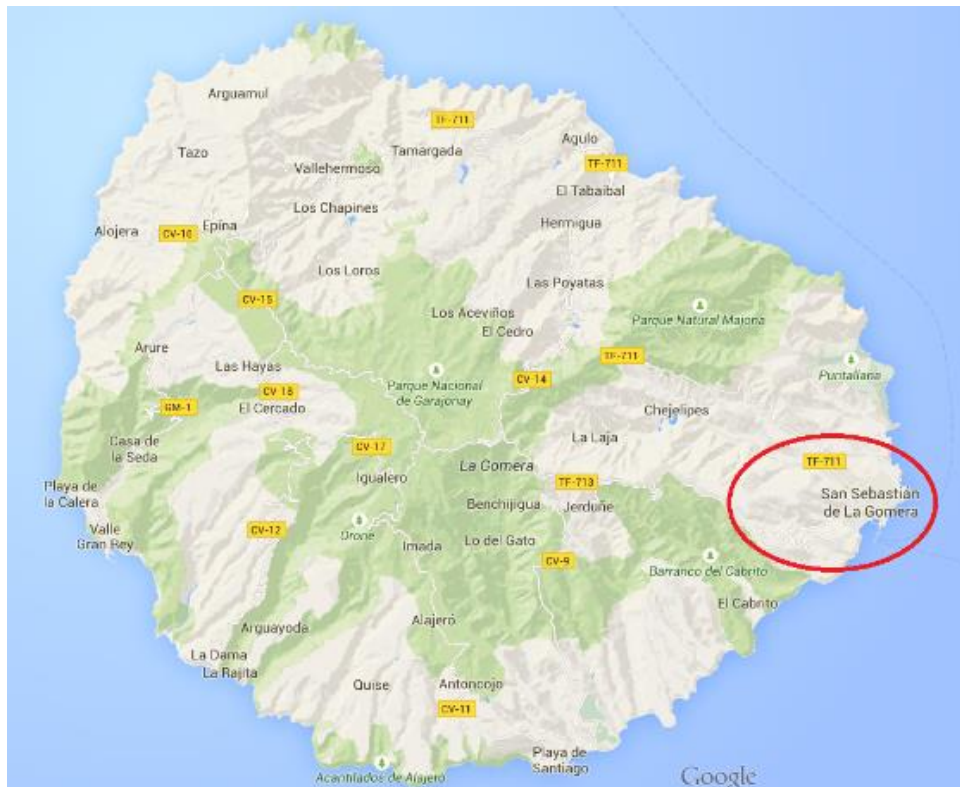 Arguamul
TF-711
Agulo
Tazo
Tamargada
TF-711
Vallehermoso
El Tabaibal
Los Chapines
Hermigua
Alojera
CV-10
Epína
Los Loros
Las Poyatas
CV-15
Los Aceviños
El Cedro
Parque Natural Majona
Arure
Las Hayas
TF-711
Puntallana
Parque Nacional
de Garajonay
CV-14
CV-18
GM-1
El Cercado
Chejelipes
Casa de
la Seda
CV-17
La Laja
La Gomera
TF-711
Igualero
TF-713
Playa de
la Calera
Benchijigua
Jerduñe
San Sebastián
de La Gomera
Valle
Gran Rey
CV-12
Orone
Imada
Lo del Gato
CV-9
Barranco del Cabrito
El Cabrito
Arguayoda
Alajeró
La Dama
La Rajita
Quise
Antoncojo
CV-11
Playa de
Santiago
Acantilados de Alajeró
Google